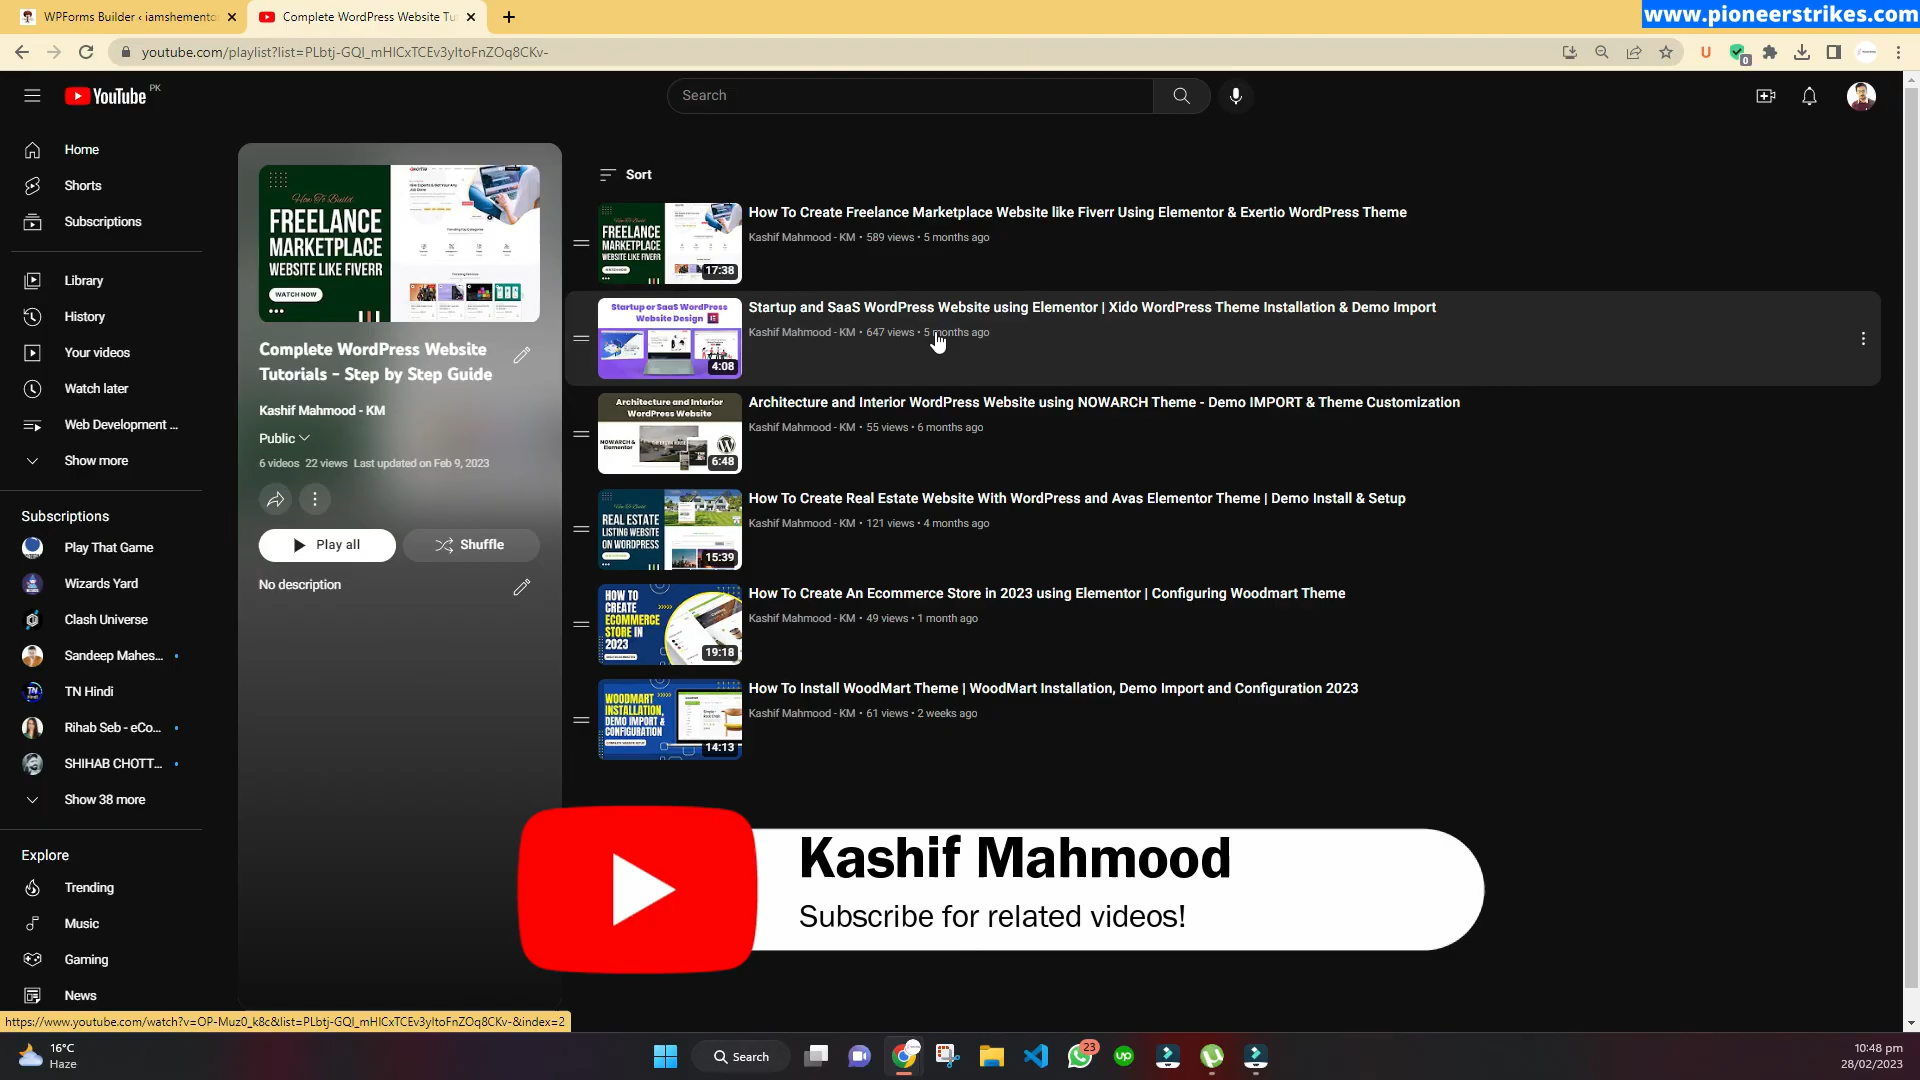 WPForms Builder ‹ iamshemento
Complete WordPress Website Tu
www.pioneerstrikes.com
youtube.com/playlist?list=PLbtj-GQI_mHICxTCEv3yItoFnZOq8CKv-
U
0
YouTube PK
Search
Home
Shorts
Subscriptions
Library
History
Your videos
Watch later
Web Development ...
Show more
Subscriptions
Play That Game
Wizards Yard
Clash Universe
Sandeep Mahes...
TN Hindi
Rihab Seb - eCo...
SHIHAB CHOTT...
Show 38 more
Explore
Trending
Music
Gaming
News
How To Build
FREELANCE
MARKETPLACE
WEBSITE LIKE FIVERR
WATCH NOW
Complete WordPress Website
Tutorials - Step by Step Guide
Kashif Mahmood - KM
Public
6 videos 22 views Last updated on Feb 9, 2023
Play all
Shuffle
No description
Sort
FREELANCE
MARKETPLACE
WEBSITE LIKE FIVERR
17:38
How To Create Freelance Marketplace Website like Fiverr Using Elementor & Exertio WordPress Theme
Kashif Mahmood - KM • 589 views • 5 months ago
Startup or SaaS WordPress
Website Design
4:08
Startup and SaaS WordPress Website using Elementor | Xido WordPress Theme Installation & Demo Import
Kashif Mahmood - KM • 647 views • 5 months ago
Architecture and Interior
WordPress Website
NOWARCH &
Elementor
6:48
Architecture and Interior WordPress Website using NOWARCH Theme - Demo IMPORT & Theme Customization
Kashif Mahmood - KM • 55 views • 6 months ago
How To Build
REAL ESTATE
LISTING WEBSITE
ON WORDPRESS
15:39
How To Create Real Estate Website With WordPress and Avas Elementor Theme | Demo Install & Setup
Kashif Mahmood - KM • 121 views • 4 months ago
HOW TO
CREATE
ECOMMERCE
STORE IN
2023
19:18
How To Create An Ecommerce Store in 2023 using Elementor | Configuring Woodmart Theme
Kashif Mahmood - KM • 49 views • 1 month ago
WOODMART
INSTALLATION,
DEMO IMPORT &
CONFIGURATION
14:13
How To Install WoodMart Theme | WoodMart Installation, Demo Import and Configuration 2023
Kashif Mahmood - KM • 61 views • 2 weeks ago
Kashif Mahmood
Subscribe for related videos!
https://www.youtube.com/watch?v=OP-Muz0_k8c&list=PLbtj-GQI_mHICxTCEv3yItoFnZOq8CKv-&index=2
16°C
Haze
Search
23
up
10:48 pm
28/02/2023